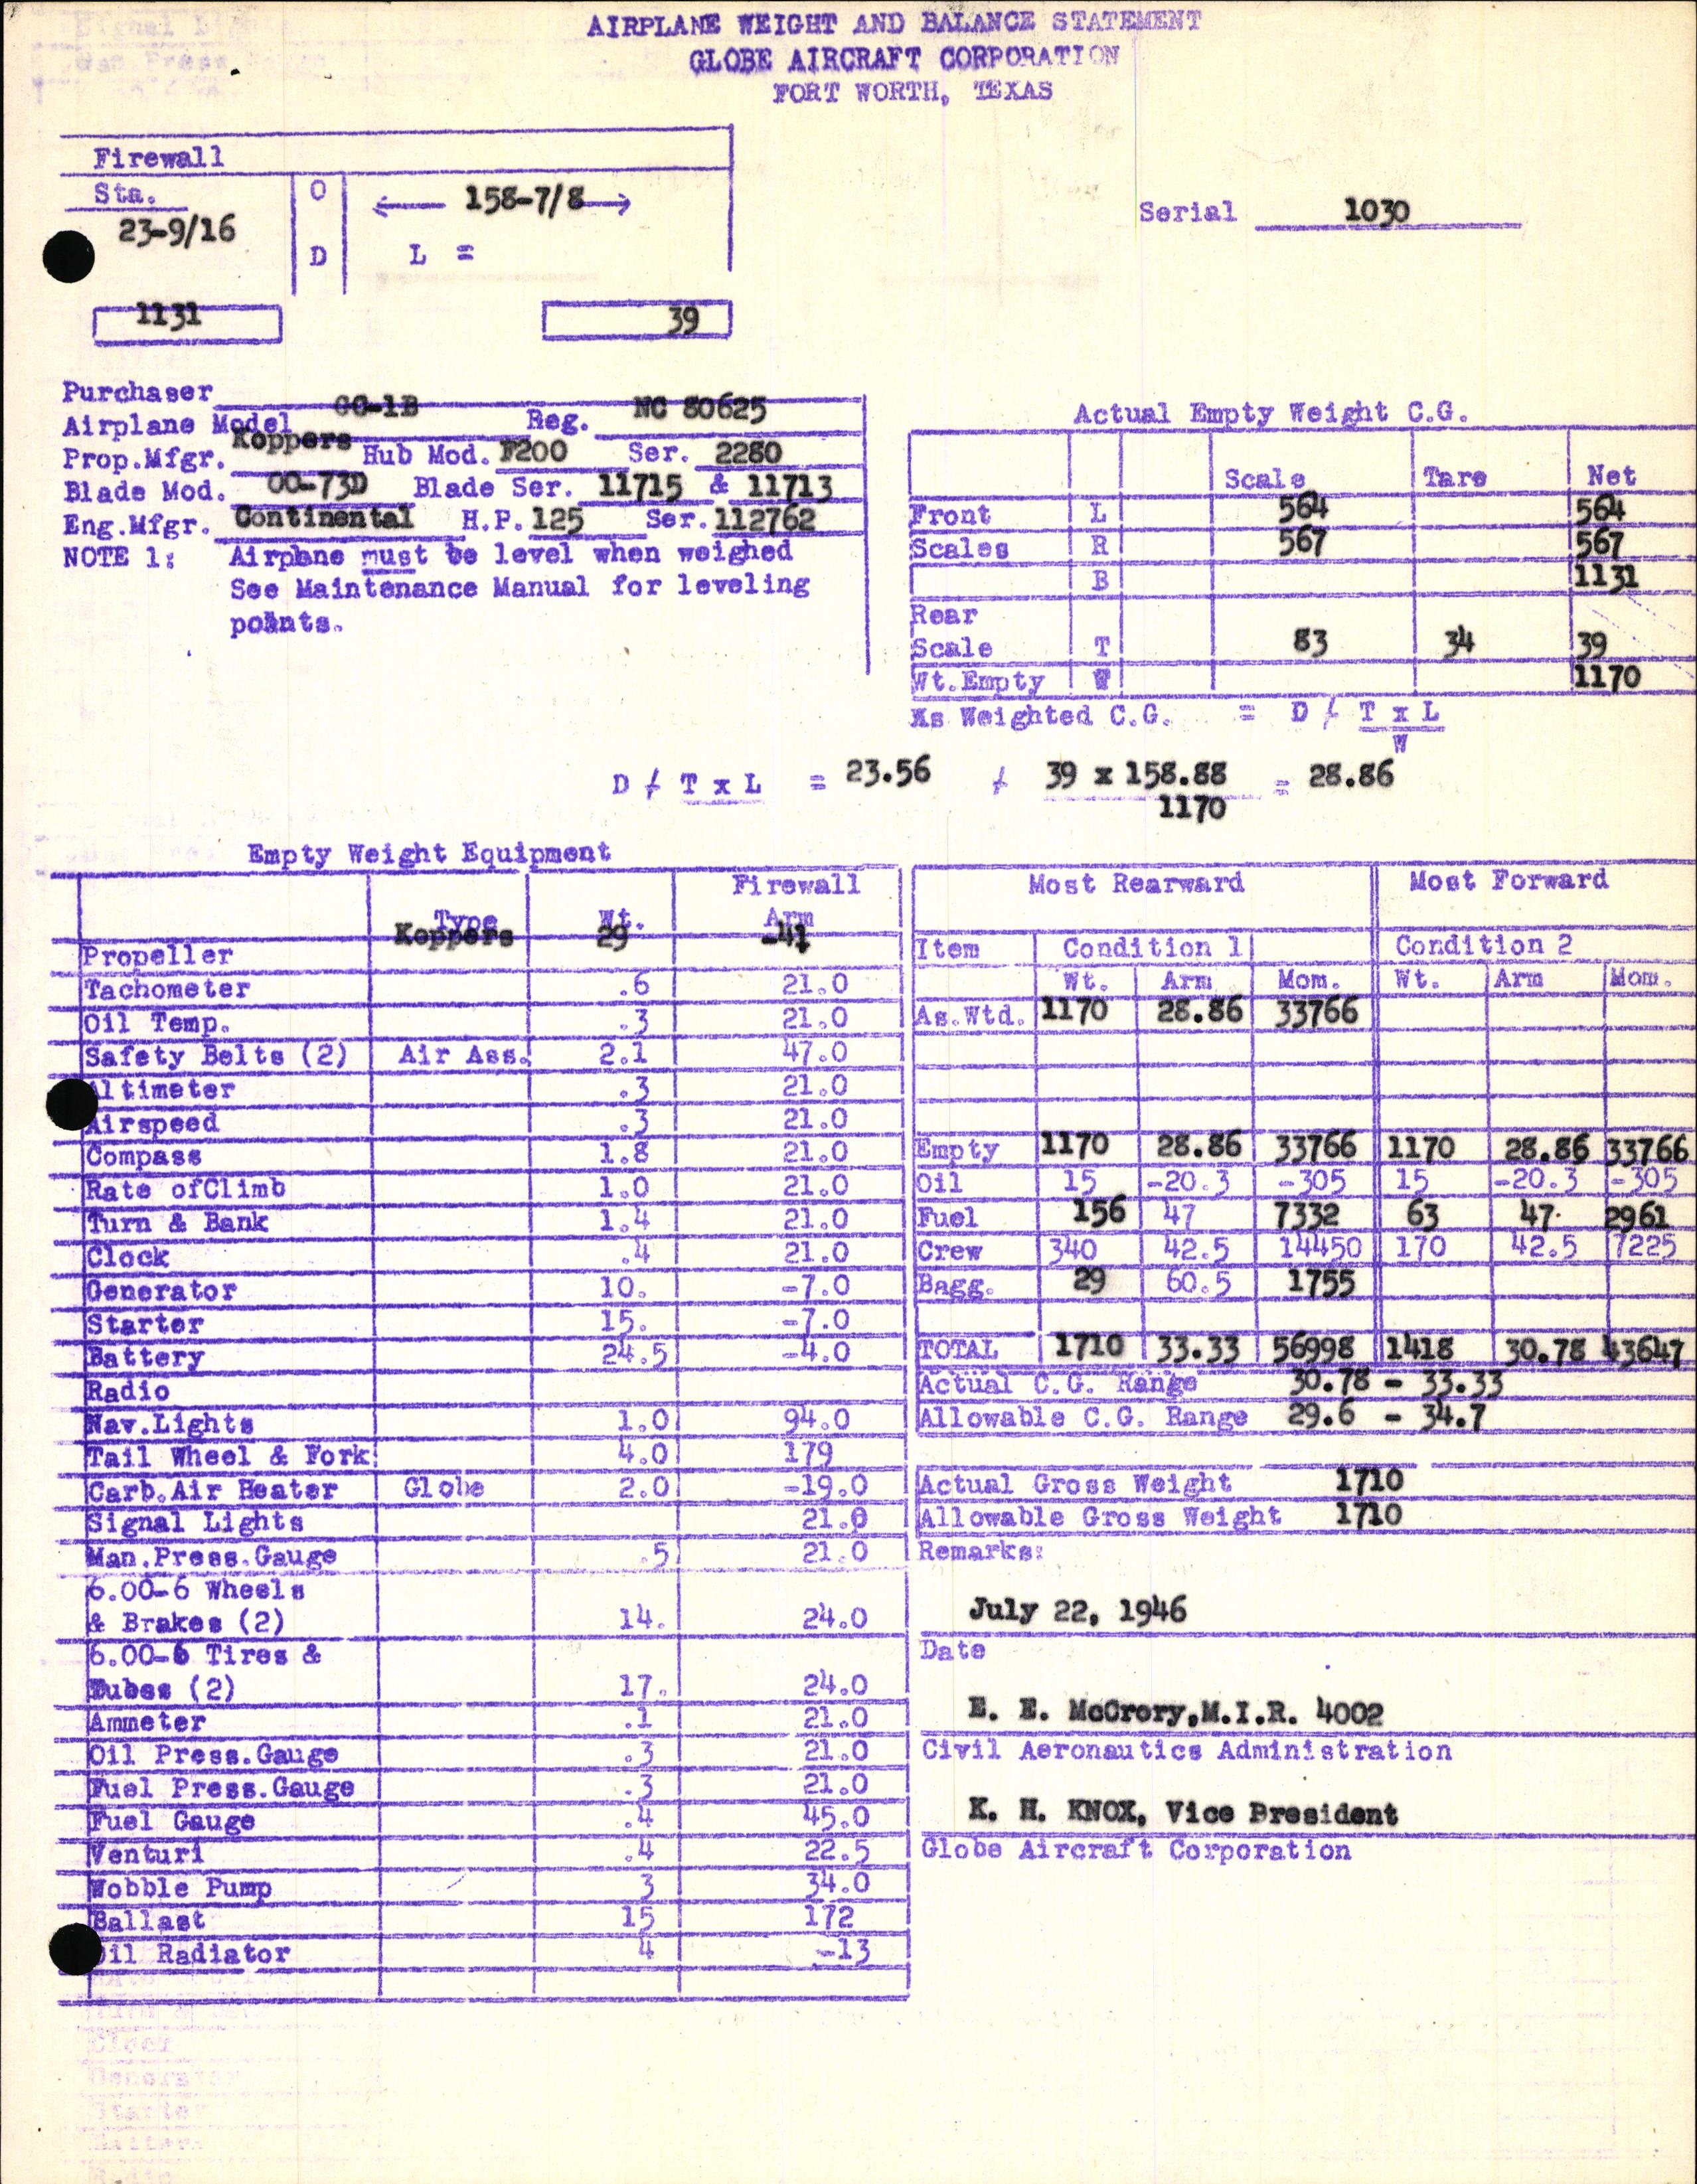 AIRPLANE WEIGHT AND BALANCE STATEMENT
GLOBE AIRCRAFT CORPORATION
FORT WORTH, TEXAS
Firewall
Sta. O 158-7/8
23-9/16 D L =
Serial 1030
1131 39
Purchaser
Airplane Model GC-1B Reg. NC 80625
Prop.Mfgr. Koppers Hub Mod. F200 Ser. 2280
Blade Mod. 00-73D Blade Ser. 11715 & 11713
Eng.Mfgr. Continental H.P. 125 Ser. 112762
NOTE 1: Airplane must be level when weighed
See Maintenance Manual for leveling
points.
Actual Empty Weight C.G.
Scale Tare Net
Front L 564 564
Scales R 567 567
B 1131
Rear
Scale T 83 34 39
Wt.Empty W 1170
As Weighted C.G. = D / T x L
W
D / T x L = 23.56 / 39 x 158.88 = 28.86
1170
Empty Weight Equipment
Type Wt. Firewall Arm
Propeller Koppers 29 -41
Tachometer .6 21.0
Oil Temp. .3 21.0
Safety Belts (2) Air Ass. 2.1 47.0
Altimeter .3 21.0
Airspeed .3 21.0
Compass 1.8 21.0
Rate ofClimb 1.0 21.0
Turn & Bank 1.4 21.0
Clock .4 21.0
Generator 10. -7.0
Starter 15. -7.0
Battery 24.5 -4.0
Radio
Nav.Lights 1.0 94.0
Tail Wheel & Fork 4.0 179
Carb.Air Heater Globe 2.0 -19.0
Signal Lights 21.0
Man.Press.Gauge .5 21.0
6.00-6 Wheels
& Brakes (2) 14. 24.0
6.00-6 Tires &
Tubes (2) 17. 24.0
Ammeter .1 21.0
Oil Press.Gauge .3 21.0
Fuel Press.Gauge .3 21.0
Fuel Gauge .4 45.0
Venturi .4 22.5
Wobble Pump 3 34.0
Ballast 15 172
Oil Radiator 4 -13
Most Rearward Most Forward
Item Condition 1 Condition 2
Wt. Arm Mom. Wt. Arm Mom.
As.Wtd. 1170 28.86 33766
Empty 1170 28.86 33766 1170 28.86 33766
Oil 15 -20.3 -305 15 -20.3 -305
Fuel 156 47 7332 63 47 2961
Crew 340 42.5 14450 170 42.5 7225
Bagg. 29 60.5 1755
TOTAL 1710 33.33 56998 1418 30.78 43647
Actual C.G. Range 30.78 - 33.33
Allowable C.G. Range 29.6 - 34.7
Actual Gross Weight 1710
Allowable Gross Weight 1710
Remarks:
July 22, 1946
Date
E. E. McCrory,M.I.R. 4002
Civil Aeronautics Administration
K. H. KNOX, Vice President
Globe Aircraft Corporation